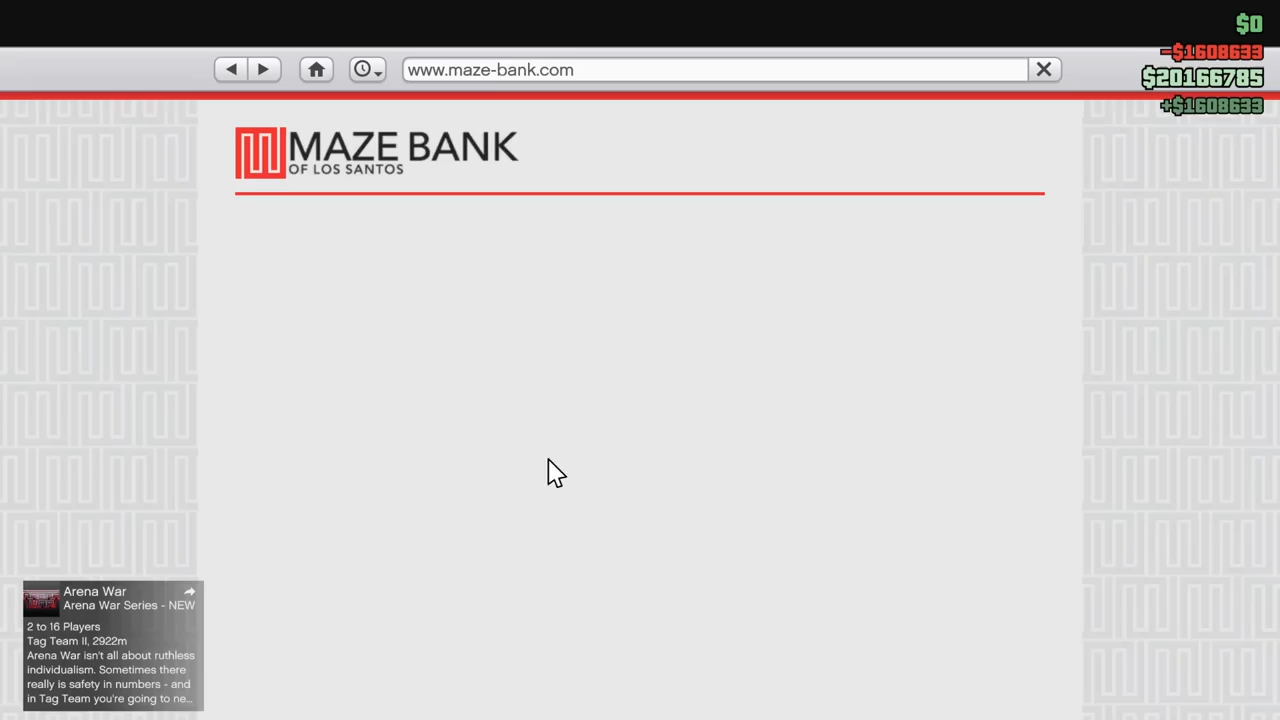 $0
-$1608633
www.maze-bank.com
$20166785
+$1608633
MAZE BANK
OF LOS SANTOS
Arena War
Arena War Series - NEW
2 to 16 Players
Tag Team II, 2922m
Arena War isn't all about ruthless
individualism. Sometimes there
really is safety in numbers - and
in Tag Team you're going to ne...